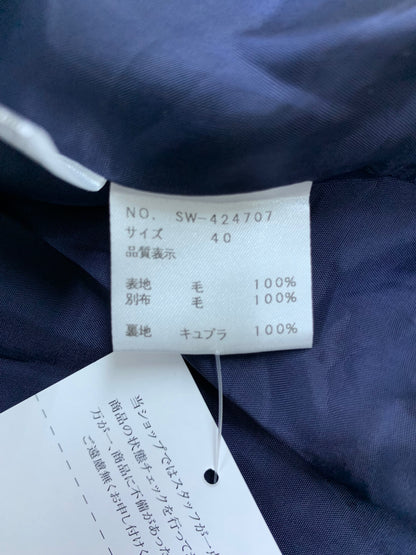 NO. SW-424707
サイズ 40
品質表示
表地 毛 100%
別布 毛 100%
裏地 キュプラ 100%
当ショップではスタッフが一
商品の状態チェックを行って
万が一、商品に不備があった
ご遠慮無くお申し付けく